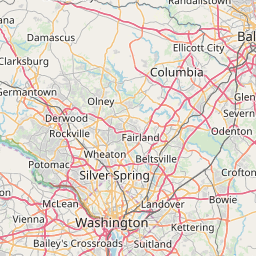 Randallstown
Damascus
Ellicott City
Bal
Clarksburg
Columbia
Germantown
Olney
Glen
Derwood
Severn
Rockville
Fairland
Odenton
Wheaton
Beltsville
Potomac
Silver Spring
Crofton
Bowie
McLean
Landover
Vienna
Washington
Kettering
Bailey's Crossroads
Suitland